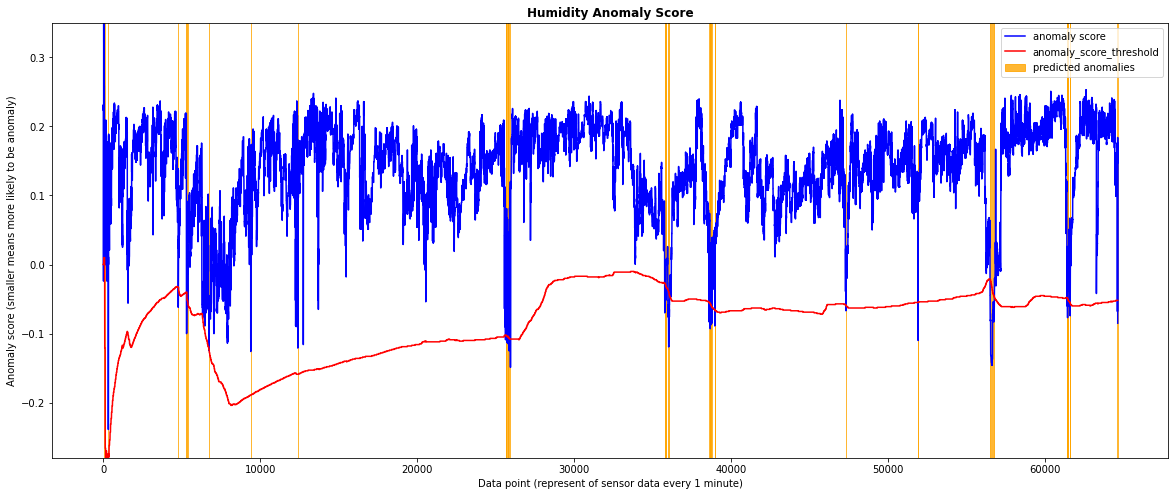 Humidity Anomaly Score
Anomaly score (smaller means more likely to be anomaly)
0.3
0.2
0.1
0.0
−0.1
−0.2
anomaly score
anomaly_score_threshold
predicted anomalies
0 10000 20000 30000 40000 50000 60000
Data point (represent of sensor data every 1 minute)